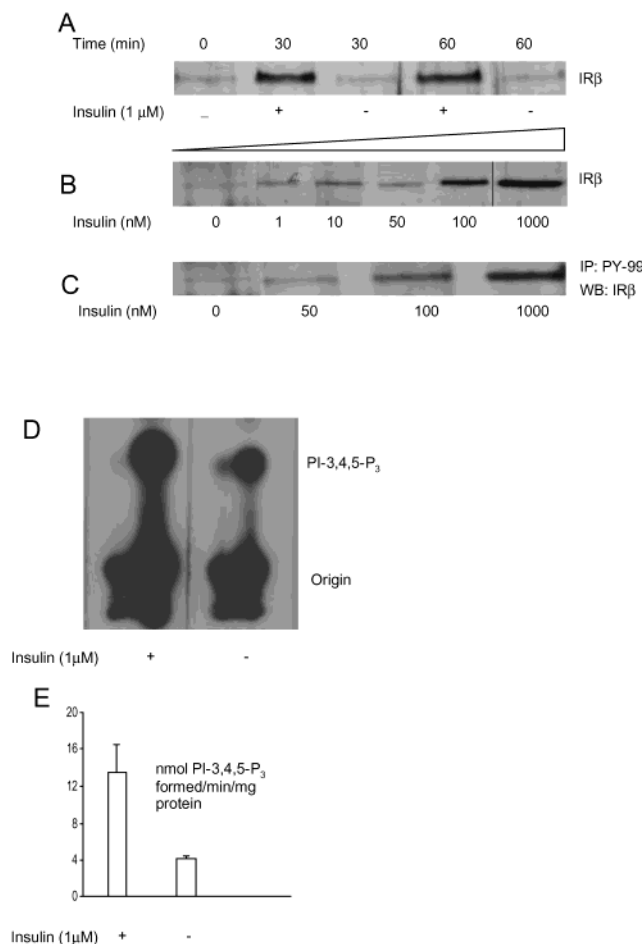 A
Time (min) 0 30 30 60 60
IRβ
Insulin (1 µM) _ + - + -
B
IRβ
Insulin (nM) 0 1 10 50 100 1000
IP: PY-99
C
WB: IRβ
Insulin (nM) 0 50 100 1000
D
PI-3,4,5-P₃
Origin
Insulin (1µM) + -
E
20
16
nmol PI-3,4,5-P₃
12
formed/min/mg
protein
8
4
0
Insulin (1µM) + -